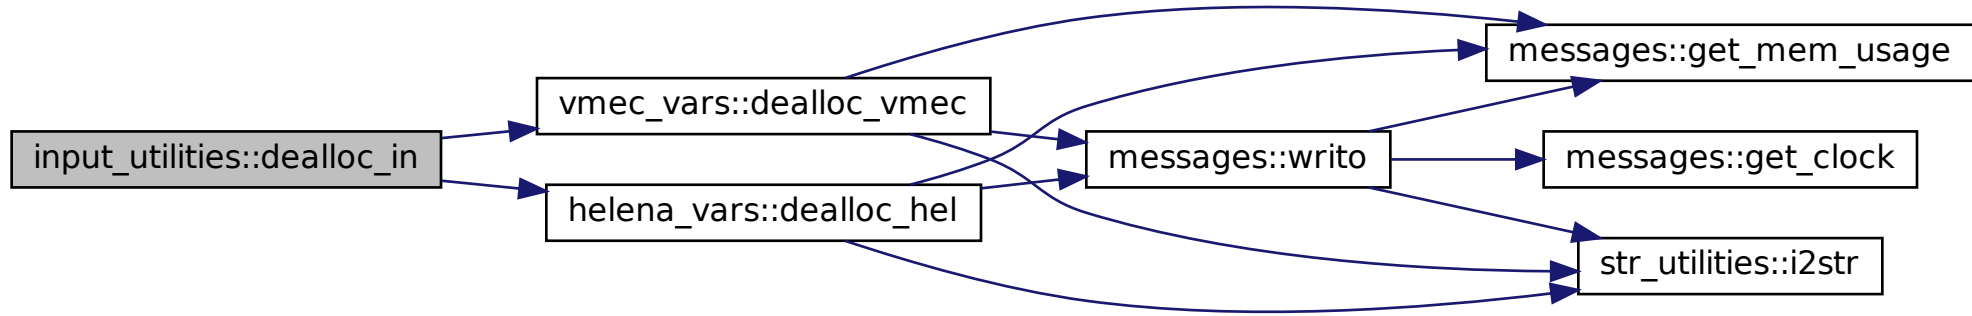 input_utilities::dealloc_in
vmec_vars::dealloc_vmec
helena_vars::dealloc_hel
messages::writo
messages::get_mem_usage
messages::get_clock
str_utilities::i2str